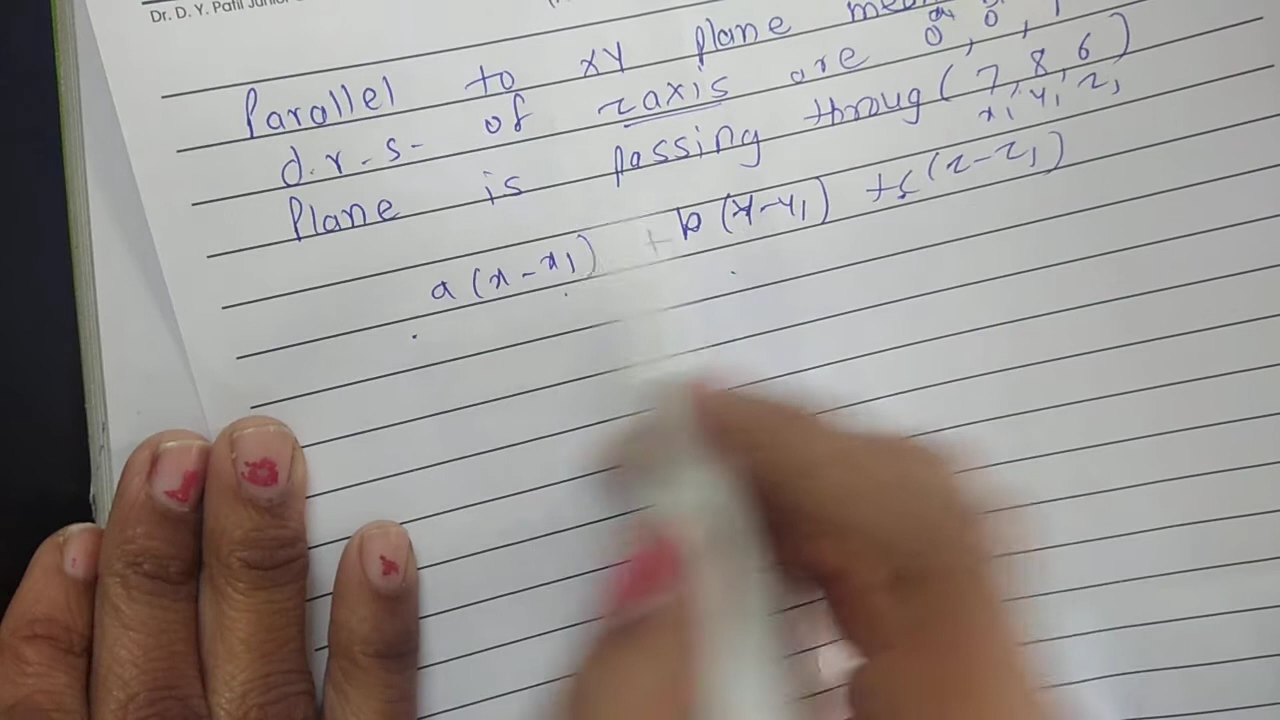 Dr. D. Y. Patil Junior
Parallel to XY plane
d.r.s. of z axis are 0, 0, 1
Plane is passing throug (7, 8, 6)
x₁, y₁, z₁
a(x-x₁) + b(y-y₁) + c(z-z₁)